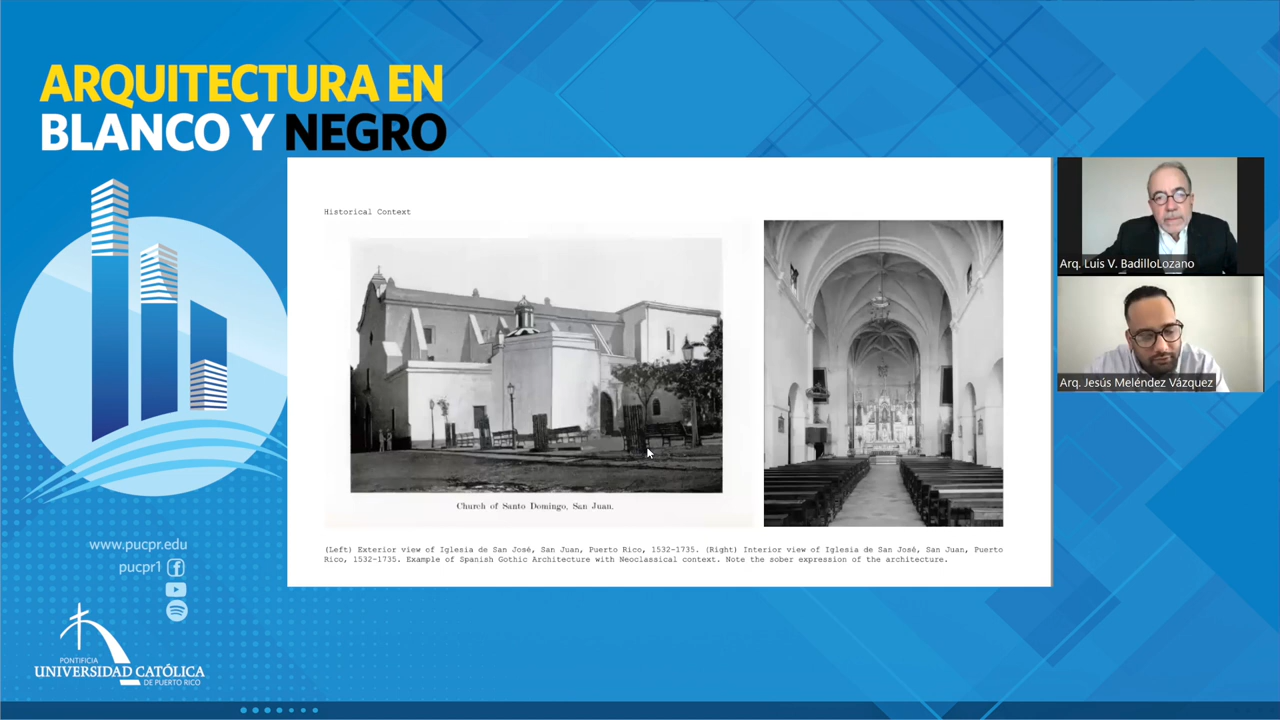 ARQUITECTURA EN
BLANCO Y NEGRO
Historical Context
Church of Santo Domingo, San Juan.
(Left) Exterior view of Iglesia de San José, San Juan, Puerto Rico, 1532-1735. (Right) Interior view of Iglesia de San José, San Juan, Puerto
Rico, 1532-1735. Example of Spanish Gothic Architecture with Neoclassical context. Note the sober expression of the architecture.
Arq. Luis V. BadilloLozano
Arq. Jesús Meléndez Vázquez
www.pucpr.edu
pucpr1
PONTIFICIA
UNIVERSIDAD CATÓLICA
DE PUERTO RICO